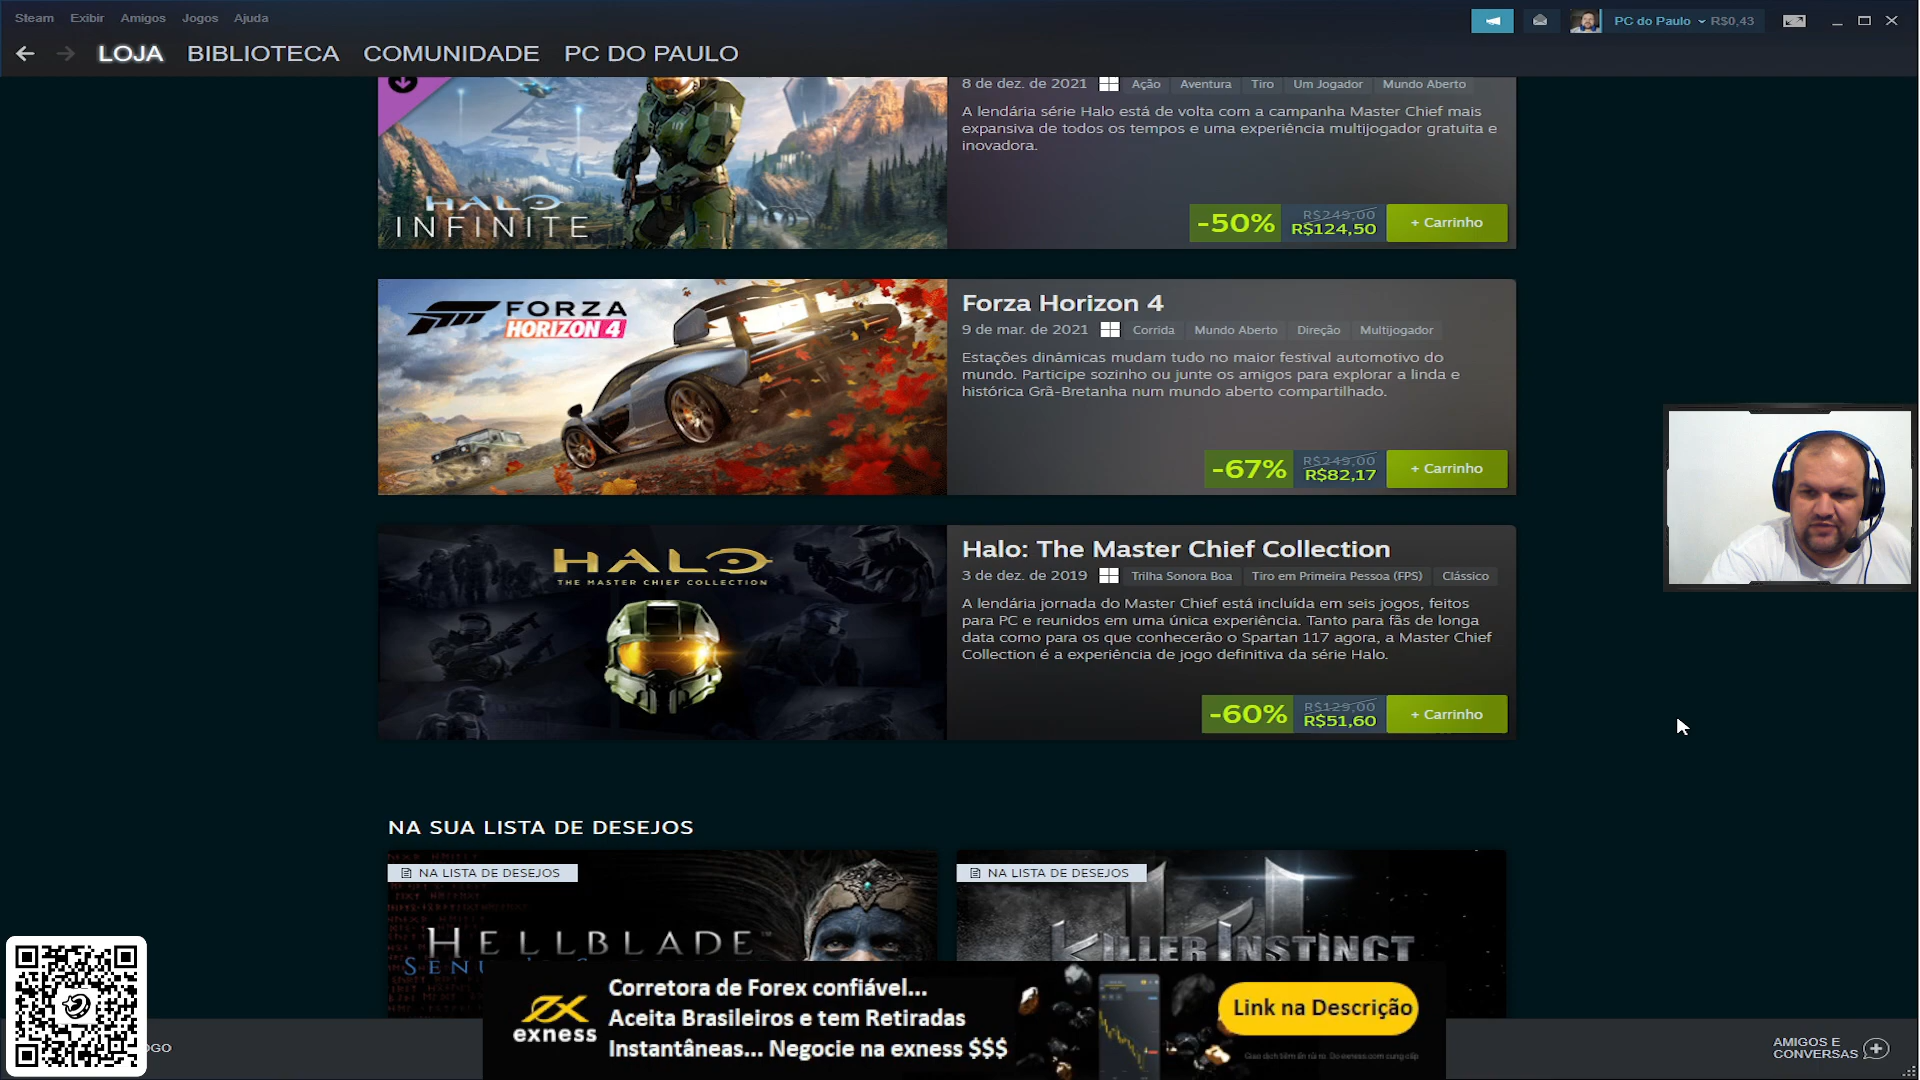 Steam Exibir Amigos Jogos Ajuda
PC do Paulo R$0,43
LOJA BIBLIOTECA COMUNIDADE PC DO PAULO
8 de dez. de 2021 Ação Aventura Tiro Um Jogador Mundo Aberto
A lendária série Halo está de volta com a campanha Master Chief mais
expansiva de todos os tempos e uma experiência multijogador gratuita e
inovadora.
HALO
INFINITE
-50% R$249,00 R$124,50 + Carrinho
FORZA
HORIZON 4
Forza Horizon 4
9 de mar. de 2021 Corrida Mundo Aberto Direção Multijogador
Estações dinâmicas mudam tudo no maior festival automotivo do
mundo. Participe sozinho ou junte os amigos para explorar a linda e
histórica Grã-Bretanha num mundo aberto compartilhado.
-67% R$249,00 R$82,17 + Carrinho
HALO
THE MASTER CHIEF COLLECTION
Halo: The Master Chief Collection
3 de dez. de 2019 Trilha Sonora Boa Tiro em Primeira Pessoa (FPS) Clássico
A lendária jornada do Master Chief está incluída em seis jogos, feitos
para PC e reunidos em uma única experiência. Tanto para fãs de longa
data como para os que conhecerão o Spartan 117 agora, a Master Chief
Collection é a experiência de jogo definitiva da série Halo.
-60% R$129,00 R$51,60 + Carrinho
NA SUA LISTA DE DESEJOS
NA LISTA DE DESEJOS
HELLBLADE
NA LISTA DE DESEJOS
KILLER INSTINCT
exness
Corretora de Forex confiável...
Aceita Brasileiros e tem Retiradas
Instantâneas... Negocie na exness $$$
Link na Descrição
AMIGOS E
CONVERSAS